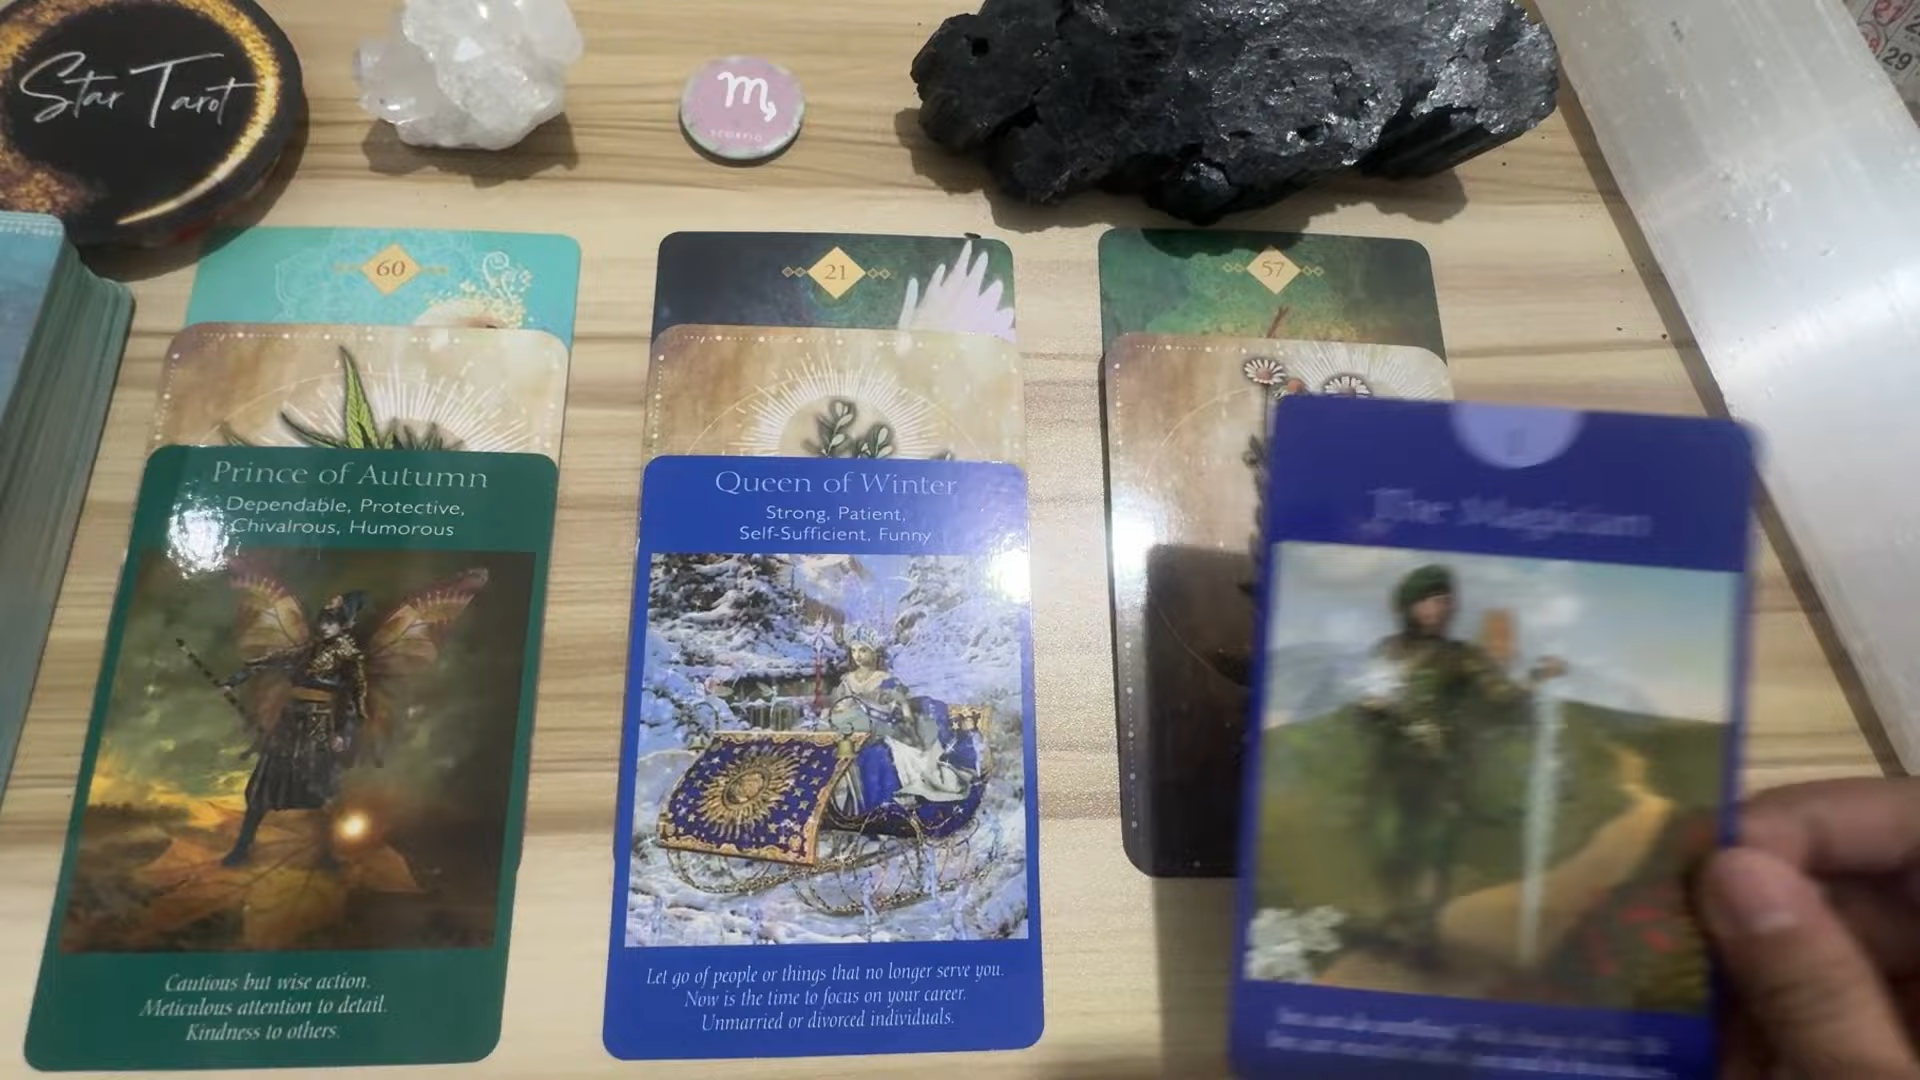 Star Tarot
SCORPIO
29
60
21
57
Prince of Autumn
Dependable, Protective,
Chivalrous, Humorous
Cautious but wise action.
Meticulous attention to detail.
Kindness to others.
Queen of Winter
Strong, Patient,
Self-Sufficient, Funny
Let go of people or things that no longer serve you.
Now is the time to focus on your career.
Unmarried or divorced individuals.
The Magician